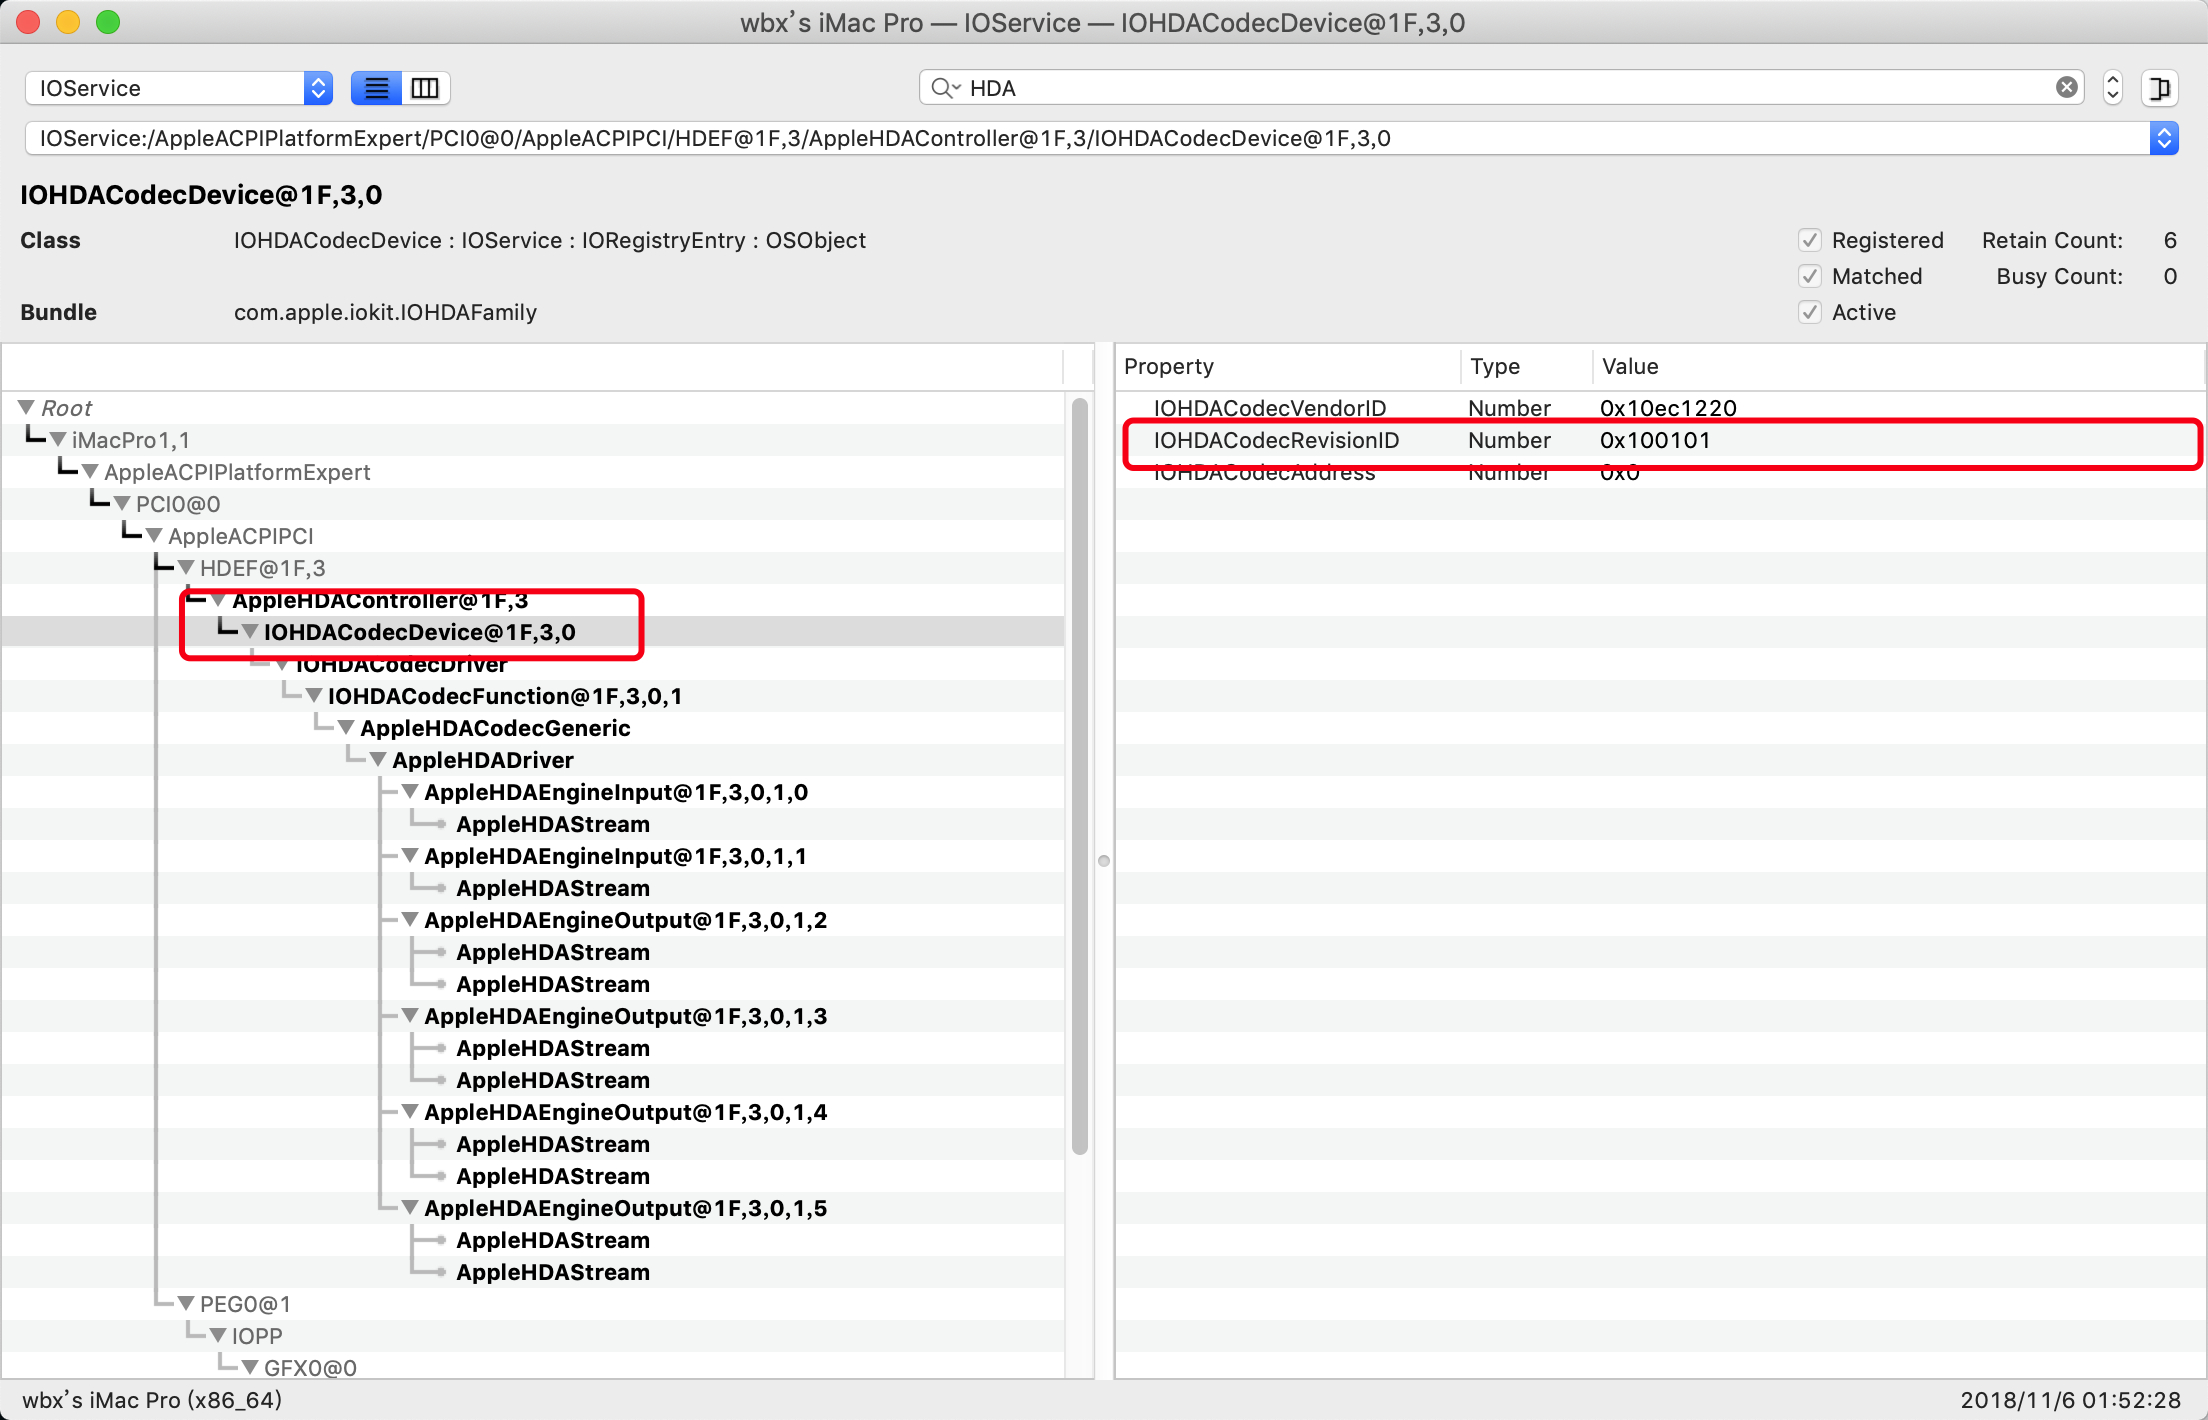 wbx's iMac Pro — IOService — IOHDACodecDevice@1F,3,0
IOService
HDA
IOService:/AppleACPIPlatformExpert/PCI0@0/AppleACPIPCI/HDEF@1F,3/AppleHDAController@1F,3/IOHDACodecDevice@1F,3,0
IOHDACodecDevice@1F,3,0
Class IOHDACodecDevice : IOService : IORegistryEntry : OSObject
Registered Retain Count: 6
Matched Busy Count: 0
Bundle com.apple.iokit.IOHDAFamily
Active
Property Type Value
IOHDACodecVendorID Number 0x10ec1220
IOHDACodecRevisionID Number 0x100101
IOHDACodecAddress Number 0x0
Root
iMacPro1,1
AppleACPIPlatformExpert
PCI0@0
AppleACPIPCI
HDEF@1F,3
AppleHDAController@1F,3
IOHDACodecDevice@1F,3,0
IOHDACodecDriver
IOHDACodecFunction@1F,3,0,1
AppleHDACodecGeneric
AppleHDADriver
AppleHDAEngineInput@1F,3,0,1,0
AppleHDAStream
AppleHDAEngineInput@1F,3,0,1,1
AppleHDAStream
AppleHDAEngineOutput@1F,3,0,1,2
AppleHDAStream
AppleHDAStream
AppleHDAEngineOutput@1F,3,0,1,3
AppleHDAStream
AppleHDAStream
AppleHDAEngineOutput@1F,3,0,1,4
AppleHDAStream
AppleHDAStream
AppleHDAEngineOutput@1F,3,0,1,5
AppleHDAStream
AppleHDAStream
PEG0@1
IOPP
GFX0@0
wbx's iMac Pro (x86_64)
2018/11/6 01:52:28